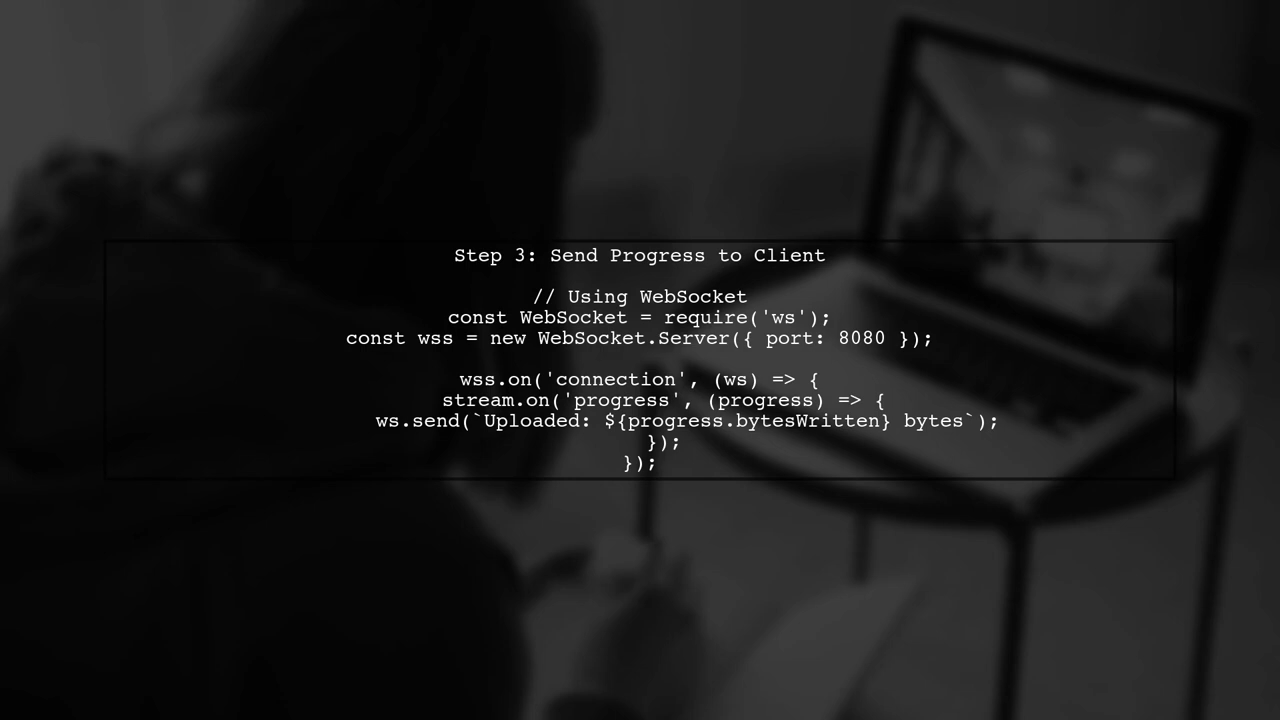 Step 3: Send Progress to Client
// Using WebSocket
const WebSocket = require('ws');
const wss = new WebSocket.Server({ port: 8080 });
wss.on('connection', (ws) => {
stream.on('progress', (progress) => {
ws.send(`Uploaded: ${progress.bytesWritten} bytes`);
});
});